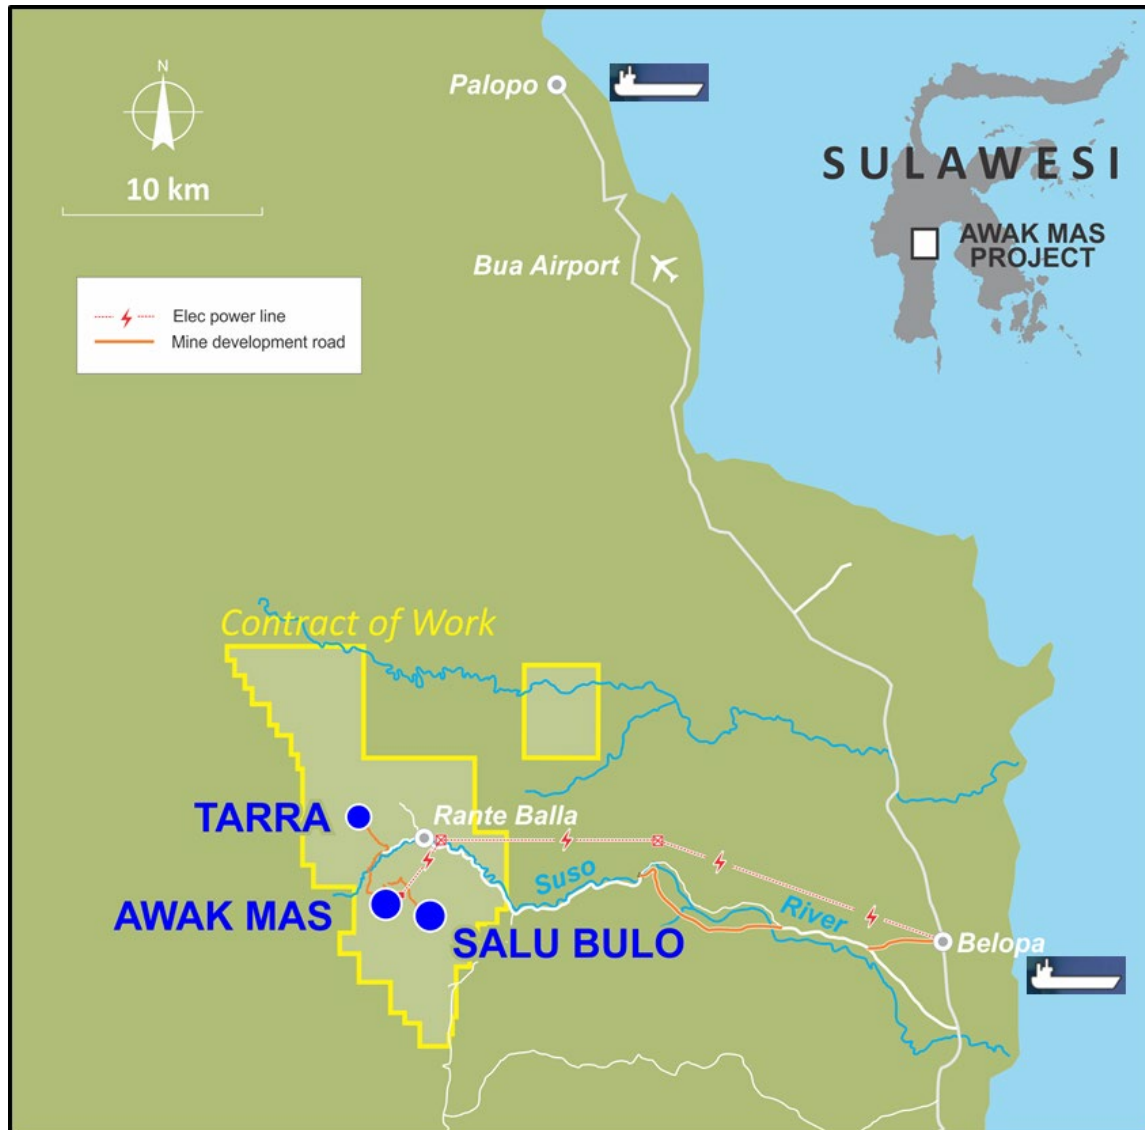 Palopo
N
10 km
SULAWESI
AWAK MAS
PROJECT
Bua Airport
Elec power line
Mine development road
Contract of Work
TARRA
Rante Balla
Suso
River
AWAK MAS
SALU BULO
Belopa